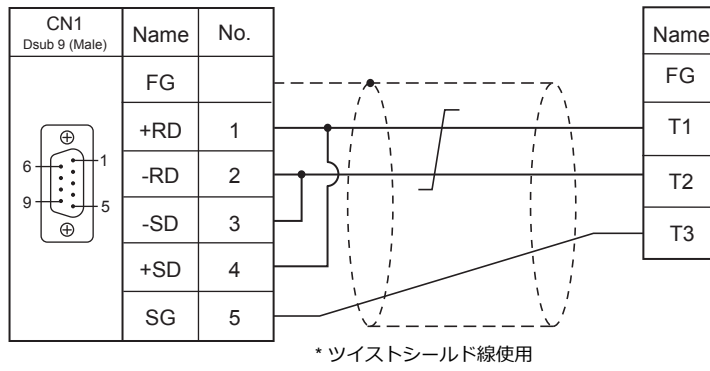 CN1
Dsub 9 (Male)
Name No.
FG
+RD 1
-RD 2
-SD 3
+SD 4
SG 5
6 1
9 5
Name
FG
T1
T2
T3
* ツイストシールド線使用